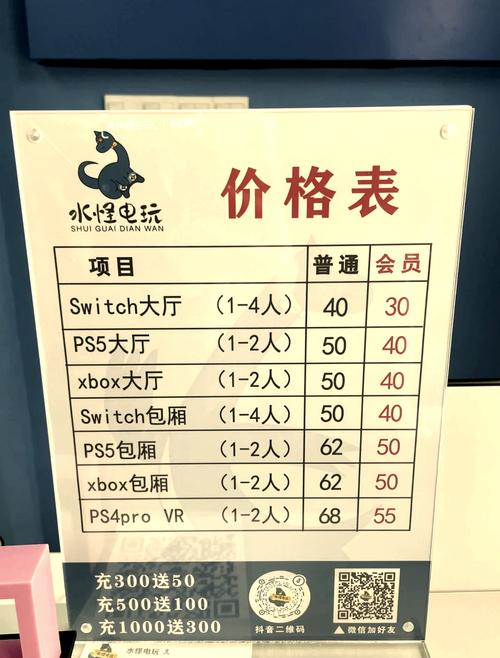 水怪电玩
SHUI GUAI DIAN WAN
价格表
项目 普通 会员
Switch大厅 (1-4人) 40 30
PS5大厅 (1-2人) 50 40
xbox大厅 (1-2人) 50 40
Switch包厢 (1-4人) 50 40
PS5包厢 (1-2人) 62 50
xbox包厢 (1-2人) 62 50
PS4pro VR (1-2人) 68 55
充300送50
充500送100
充1000送300
抖音二维码
▲微信加好友
水怪电玩